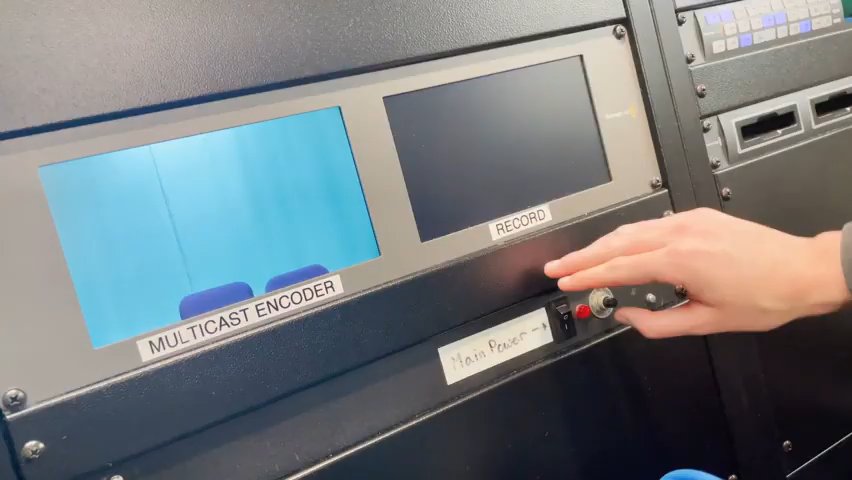 RECORD
MULTICAST ENCODER
Main Power →